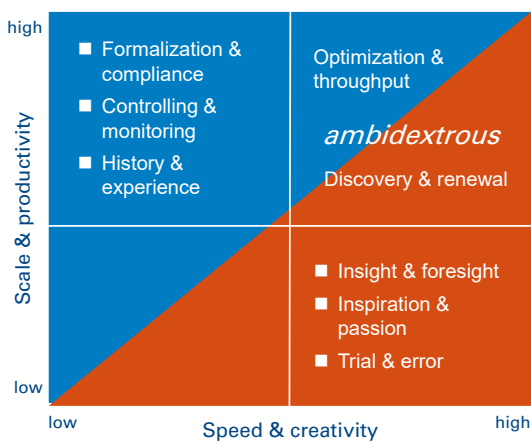 high
Formalization &
compliance
Controlling &
monitoring
History &
experience
Optimization &
throughput
ambidextrous
Discovery & renewal
Insight & foresight
Inspiration &
passion
Trial & error
Scale & productivity
low
low
Speed & creativity
high